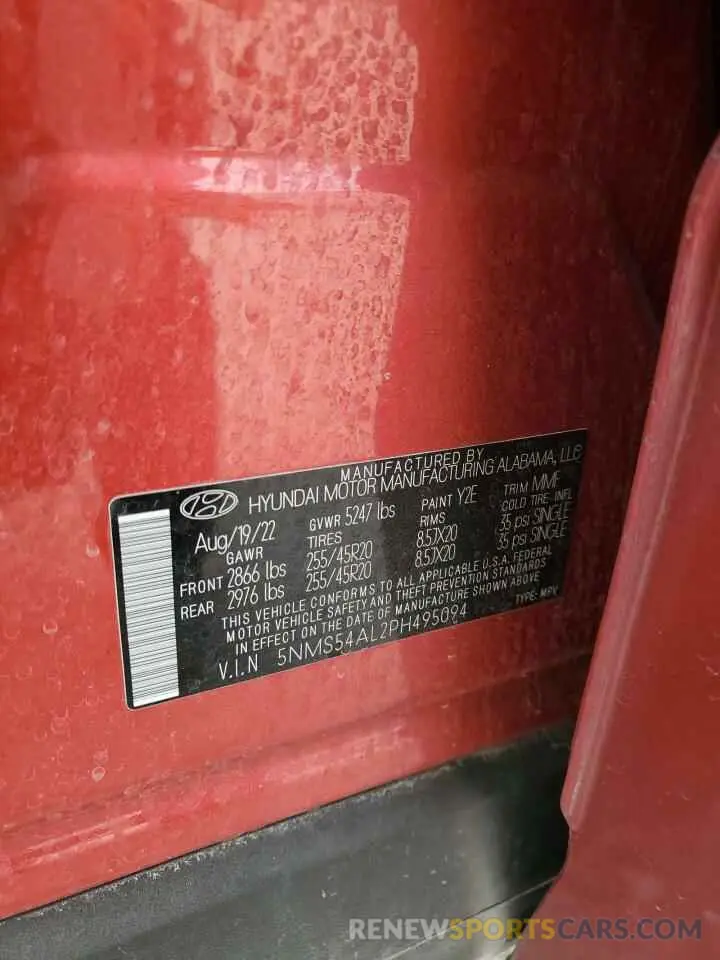 MANUFACTURED BY
HYUNDAI MOTOR MANUFACTURING ALABAMA, LLC
Aug/19/22 GVWR 5247 lbs PAINT Y2E TRIM MMF
GAWR TIRES RIMS COLD TIRE. INFL
FRONT 2866 lbs 255/45R20 8.5JX20 35 psi SINGLE
REAR 2976 lbs 255/45R20 8.5JX20 35 psi SINGLE
THIS VEHICLE CONFORMS TO ALL APPLICABLE U.S.A. FEDERAL
MOTOR VEHICLE SAFETY AND THEFT PREVENTION STANDARDS
IN EFFECT ON THE DATE OF MANUFACTURE SHOWN ABOVE
V.I.N 5NMS54AL2PH495094 TYPE: MPV
RENEWSPORTSCARS.COM